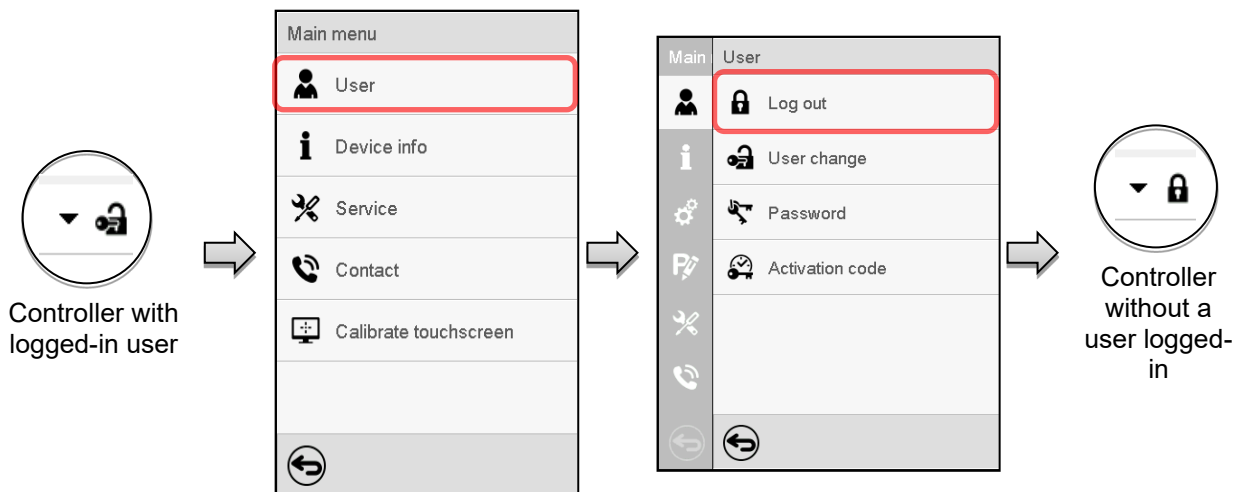 Controller with
logged-in user
Main menu
User
Device info
Service
Contact
Calibrate touchscreen
Main
User
Log out
User change
Password
Activation code
Controller
without a
user logged-
in